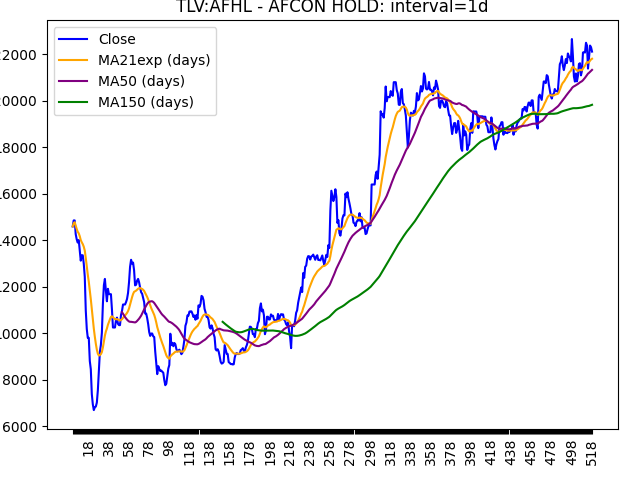 TLV:AFHL - AFCON HOLD: interval=1d
Close
MA21exp (days)
MA50 (days)
MA150 (days)
22000
20000
18000
16000
14000
12000
10000
8000
6000
18 38 58 78 98 118 138 158 178 198 218 238 258 278 298 318 338 358 378 398 418 438 458 478 498 518